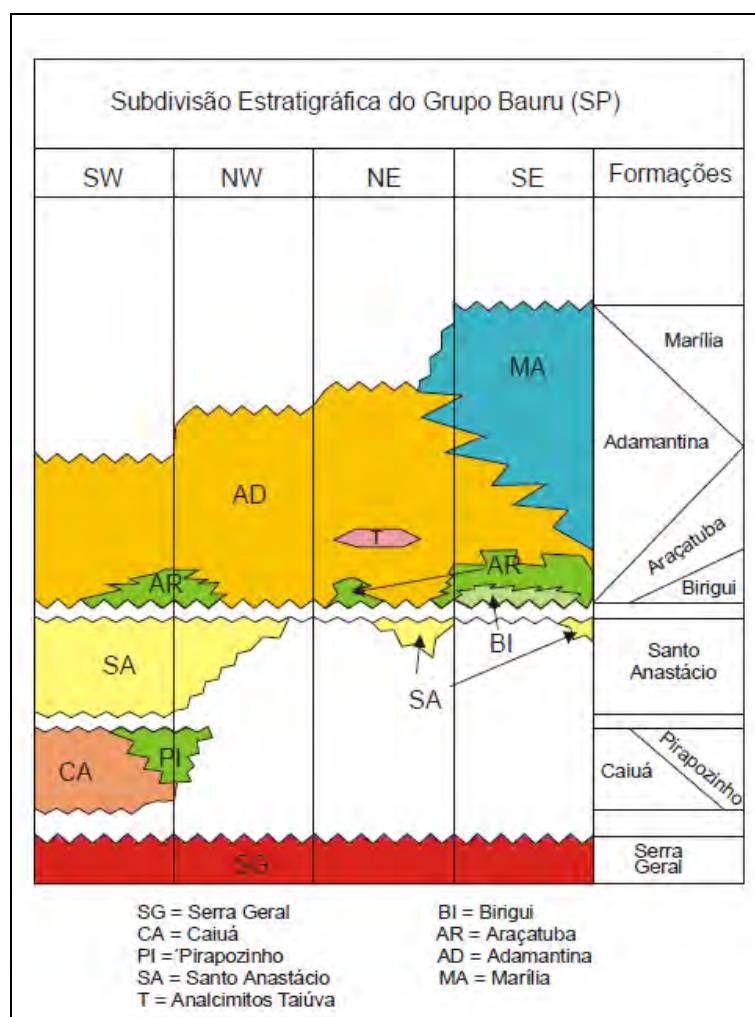 Subdivisão Estratigráfica do Grupo Bauru (SP)
SW NW NE SE Formações
MA
Marília
Adamantina
AD
T
AR
AR
Araçatuba
Birigui
SA
BI
SA
Santo
Anastácio
CA
PI
Caiuá
Pirapozinho
SG
Serra
Geral
SG = Serra Geral
CA = Caiuá
PI =´Pirapozinho
SA = Santo Anastácio
T = Analcimitos Taiúva
BI = Birigui
AR = Araçatuba
AD = Adamantina
MA = Marília